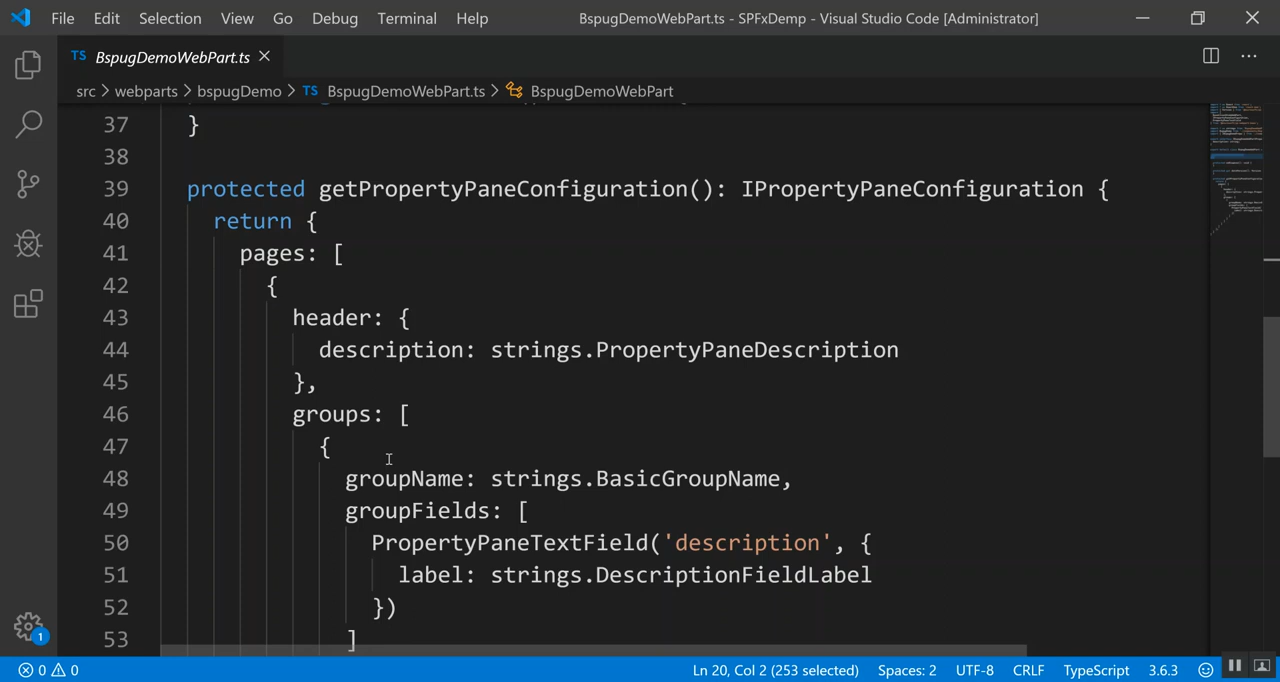 File Edit Selection View Go Debug Terminal Help BspugDemoWebPart.ts - SPFxDemp - Visual Studio Code [Administrator]
TS BspugDemoWebPart.ts
src > webparts > bspugDemo > TS BspugDemoWebPart.ts > BspugDemoWebPart
37 }
38
39 protected getPropertyPaneConfiguration(): IPropertyPaneConfiguration {
40 return {
41 pages: [
42 {
43 header: {
44 description: strings.PropertyPaneDescription
45 },
46 groups: [
47 {
48 groupName: strings.BasicGroupName,
49 groupFields: [
50 PropertyPaneTextField('description', {
51 label: strings.DescriptionFieldLabel
52 })
53 ]
1
0 0 Ln 20, Col 2 (253 selected) Spaces: 2 UTF-8 CRLF TypeScript 3.6.3